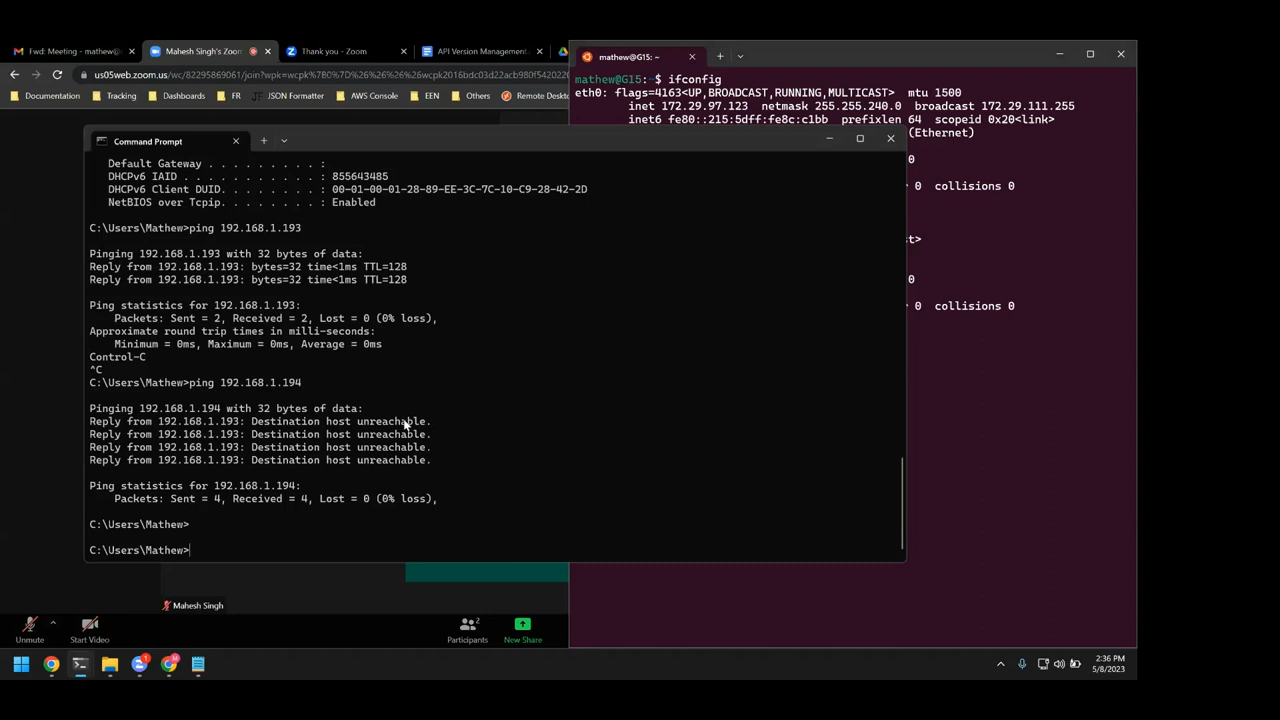 Fwd: Meeting - mathew@
Mahesh Singh's Zoom
Thank you - Zoom
API Version Management
us05web.zoom.us/wc/82295869061/join?wpk=wcpk%7B0%7D%26%26%26%26%26wcpk2016bdc03d22acb980f5420220
Documentation
Tracking
Dashboards
FR
JSON Formatter
AWS Console
EEN
Others
Remote Desktop
mathew@G15: ~
mathew@G15:~$ ifconfig
eth0: flags=4163<UP,BROADCAST,RUNNING,MULTICAST>  mtu 1500
inet 172.29.97.123  netmask 255.255.240.0  broadcast 172.29.111.255
inet6 fe80::215:5dff:fe8c:c1bb  prefixlen 64  scopeid 0x20<link>
(Ethernet)
0
0  collisions 0
t>
0
0  collisions 0
Command Prompt
Default Gateway . . . . . . . . . :
DHCPv6 IAID . . . . . . . . . . . : 855643485
DHCPv6 Client DUID. . . . . . . . : 00-01-00-01-28-89-EE-3C-7C-10-C9-28-42-2D
NetBIOS over Tcpip. . . . . . . . : Enabled
C:\Users\Mathew>ping 192.168.1.193
Pinging 192.168.1.193 with 32 bytes of data:
Reply from 192.168.1.193: bytes=32 time<1ms TTL=128
Reply from 192.168.1.193: bytes=32 time<1ms TTL=128
Ping statistics for 192.168.1.193:
Packets: Sent = 2, Received = 2, Lost = 0 (0% loss),
Approximate round trip times in milli-seconds:
Minimum = 0ms, Maximum = 0ms, Average = 0ms
Control-C
^C
C:\Users\Mathew>ping 192.168.1.194
Pinging 192.168.1.194 with 32 bytes of data:
Reply from 192.168.1.193: Destination host unreachable.
Reply from 192.168.1.193: Destination host unreachable.
Reply from 192.168.1.193: Destination host unreachable.
Reply from 192.168.1.193: Destination host unreachable.
Ping statistics for 192.168.1.194:
Packets: Sent = 4, Received = 4, Lost = 0 (0% loss),
C:\Users\Mathew>
C:\Users\Mathew>
Mahesh Singh
Unmute
Start Video
2
Participants
New Share
1
M
2:36 PM
5/8/2023